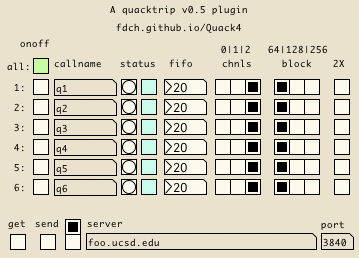 A quacktrip v0.5 plugin
fdch.github.io/Quack4
onoff 0|1|2 64|128|256
all: callname status fifo chnls block 2X
1: q1 20
2: q2 20
3: q3 20
4: q4 20
5: q5 20
6: q6 20
get send server port
foo.ucsd.edu 3840